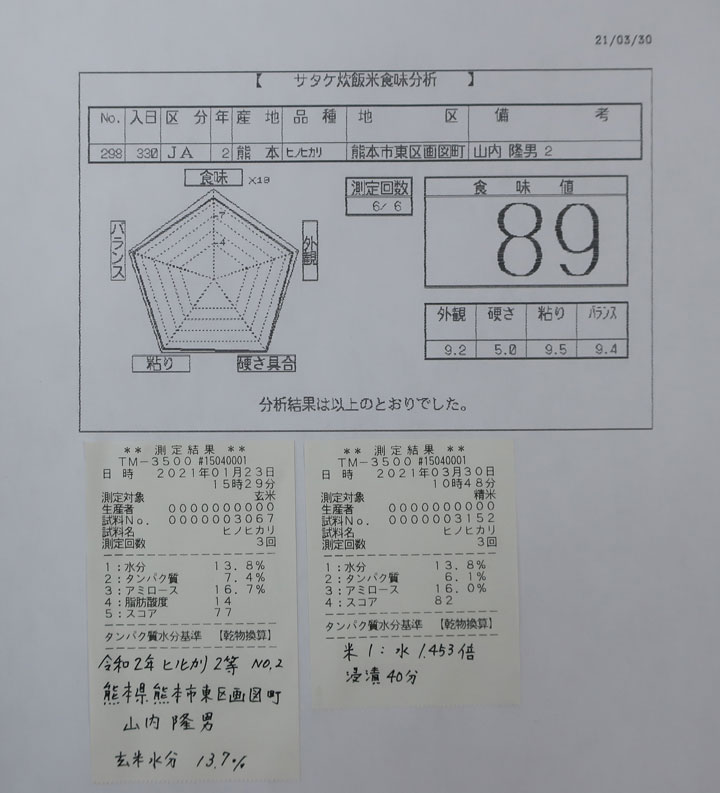 21/03/30
【 サタケ炊飯米食味分析 】
No. 入日 区分 年 産地 品種 地区 備考
298 330 JA 2 熊本 ヒノヒカリ 熊本市東区画図町 山内 隆男 2
食味 ×10
7
4
バランス
外観
粘り
硬さ具合
測定回数
6/ 6
食味値
89
外観 硬さ 粘り バランス
9.2 5.0 9.5 9.4
分析結果は以上のとおりでした。
** 測定結果 **
TM-3500 #15040001
日 時 2021年01月23日
15時29分
測定対象 玄米
生産者 0000000000
試料No. 0000003067
試料名 ヒノヒカリ
測定回数 3回
1:水分 13.8%
2:タンパク質 7.4%
3:アミロース 16.7%
4:脂肪酸度 14
5:スコア 77
タンパク質水分基準 【乾物換算】
令和2年ヒノヒカリ2等 NO.2
熊本県熊本市東区画図町
山内 隆男
玄米水分 13.7%
** 測定結果 **
TM-3500 #15040001
日 時 2021年03月30日
10時48分
測定対象 精米
生産者 0000000000
試料No. 0000003152
試料名 ヒノヒカリ
測定回数 3回
1:水分 13.8%
2:タンパク質 6.1%
3:アミロース 16.0%
4:スコア 82
タンパク質水分基準 【乾物換算】
米1:水1.453倍
浸漬40分